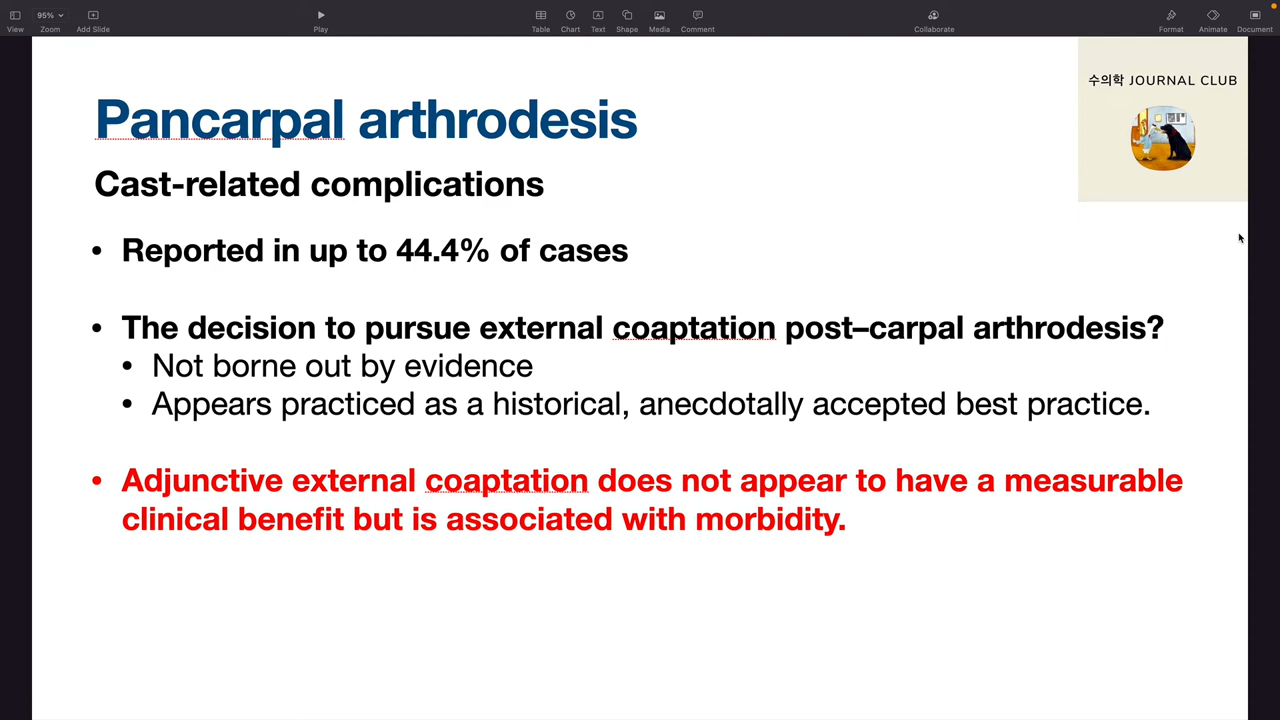 95%
View
Zoom
Add Slide
Play
Table
Chart
Text
Shape
Media
Comment
Collaborate
Format
Animate
Document
수의학 JOURNAL CLUB
Pancarpal arthrodesis
Cast-related complications
• Reported in up to 44.4% of cases
• The decision to pursue external coaptation post–carpal arthrodesis?
• Not borne out by evidence
• Appears practiced as a historical, anecdotally accepted best practice.
• Adjunctive external coaptation does not appear to have a measurable
clinical benefit but is associated with morbidity.